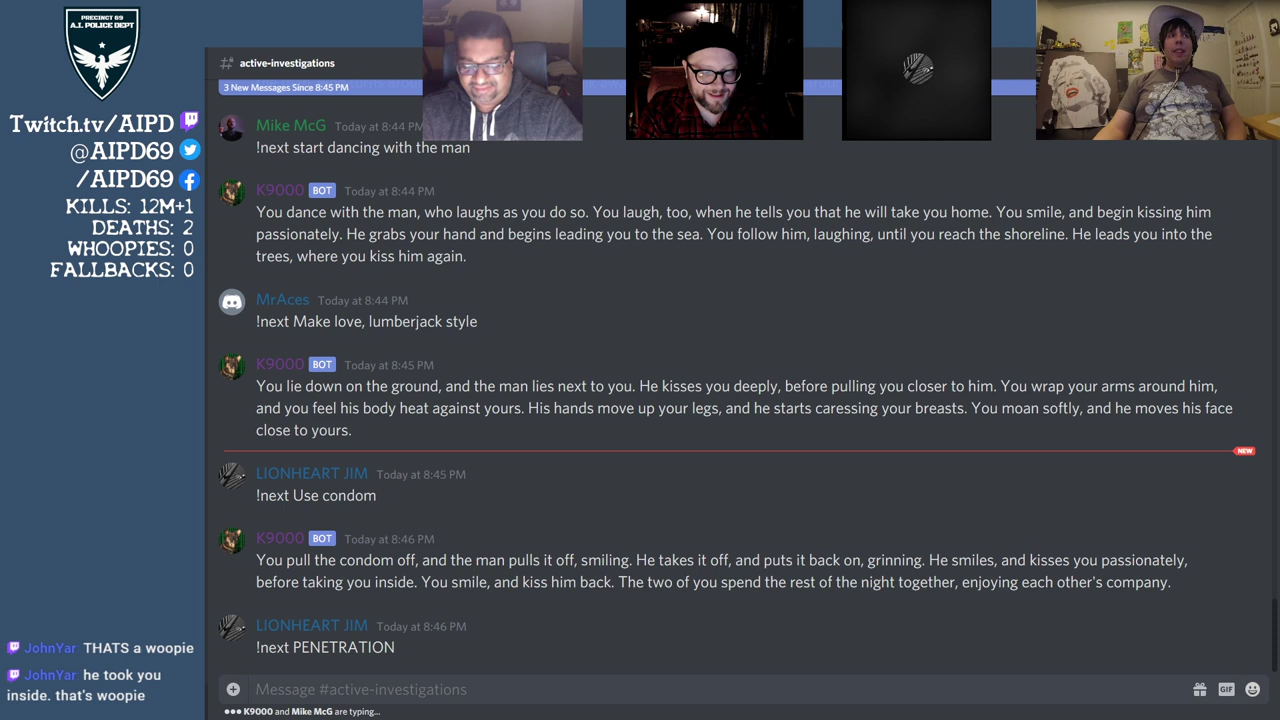 PRECINCT 69
A.I. POLICE DEPT
Twitch.tv/AIPD
@AIPD69
/AIPD69
KILLS: 12M+1
DEATHS: 2
WHOOPIES: 0
FALLBACKS: 0
JohnYar: THATS a woopie
JohnYar: he took you
inside. that's woopie
active-investigations
3 New Messages Since 8:45 PM
Mike McG Today at 8:44 PM
!next start dancing with the man
K9000 BOT Today at 8:44 PM
You dance with the man, who laughs as you do so. You laugh, too, when he tells you that he will take you home. You smile, and begin kissing him
passionately. He grabs your hand and begins leading you to the sea. You follow him, laughing, until you reach the shoreline. He leads you into the
trees, where you kiss him again.
MrAces Today at 8:44 PM
!next Make love, lumberjack style
K9000 BOT Today at 8:45 PM
You lie down on the ground, and the man lies next to you. He kisses you deeply, before pulling you closer to him. You wrap your arms around him,
and you feel his body heat against yours. His hands move up your legs, and he starts caressing your breasts. You moan softly, and he moves his face
close to yours.
NEW
LIONHEART JIM Today at 8:45 PM
!next Use condom
K9000 BOT Today at 8:46 PM
You pull the condom off, and the man pulls it off, smiling. He takes it off, and puts it back on, grinning. He smiles, and kisses you passionately,
before taking you inside. You smile, and kiss him back. The two of you spend the rest of the night together, enjoying each other's company.
LIONHEART JIM Today at 8:46 PM
!next PENETRATION
Message #active-investigations
GIF
K9000 and Mike McG are typing...